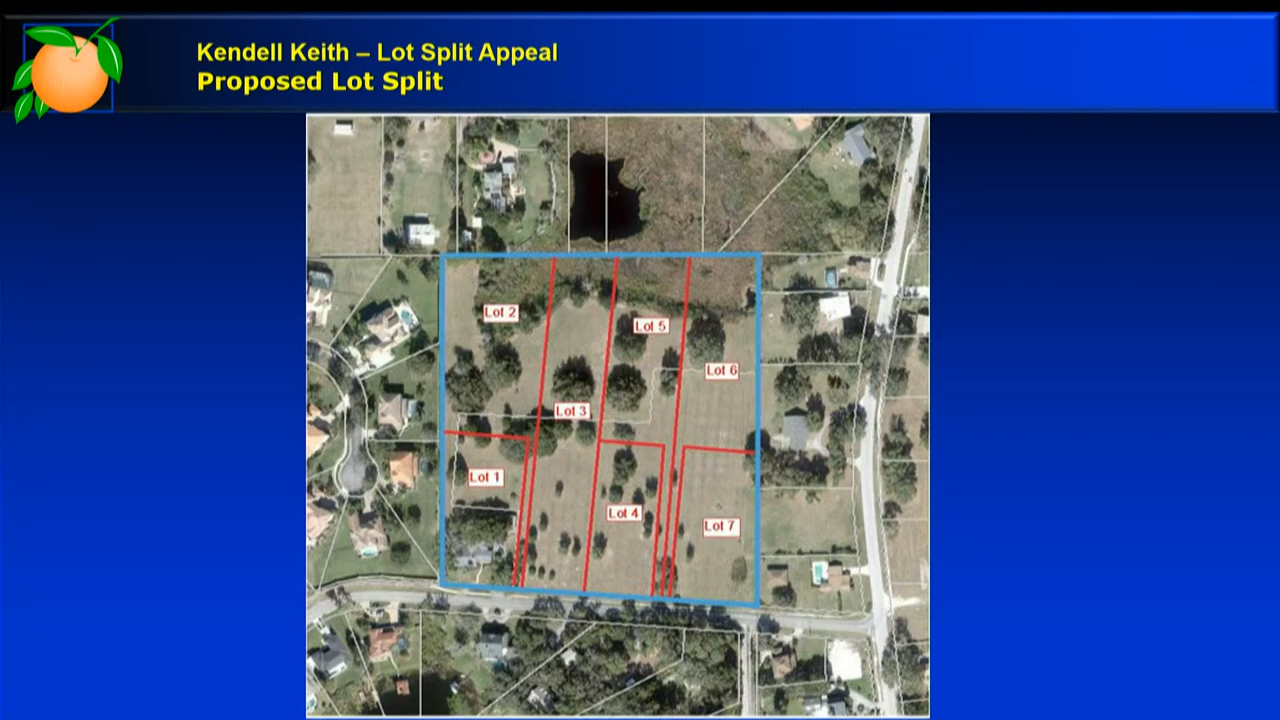 Kendell Keith – Lot Split Appeal
Proposed Lot Split
Lot 2
Lot 5
Lot 6
Lot 3
Lot 1
Lot 4
Lot 7